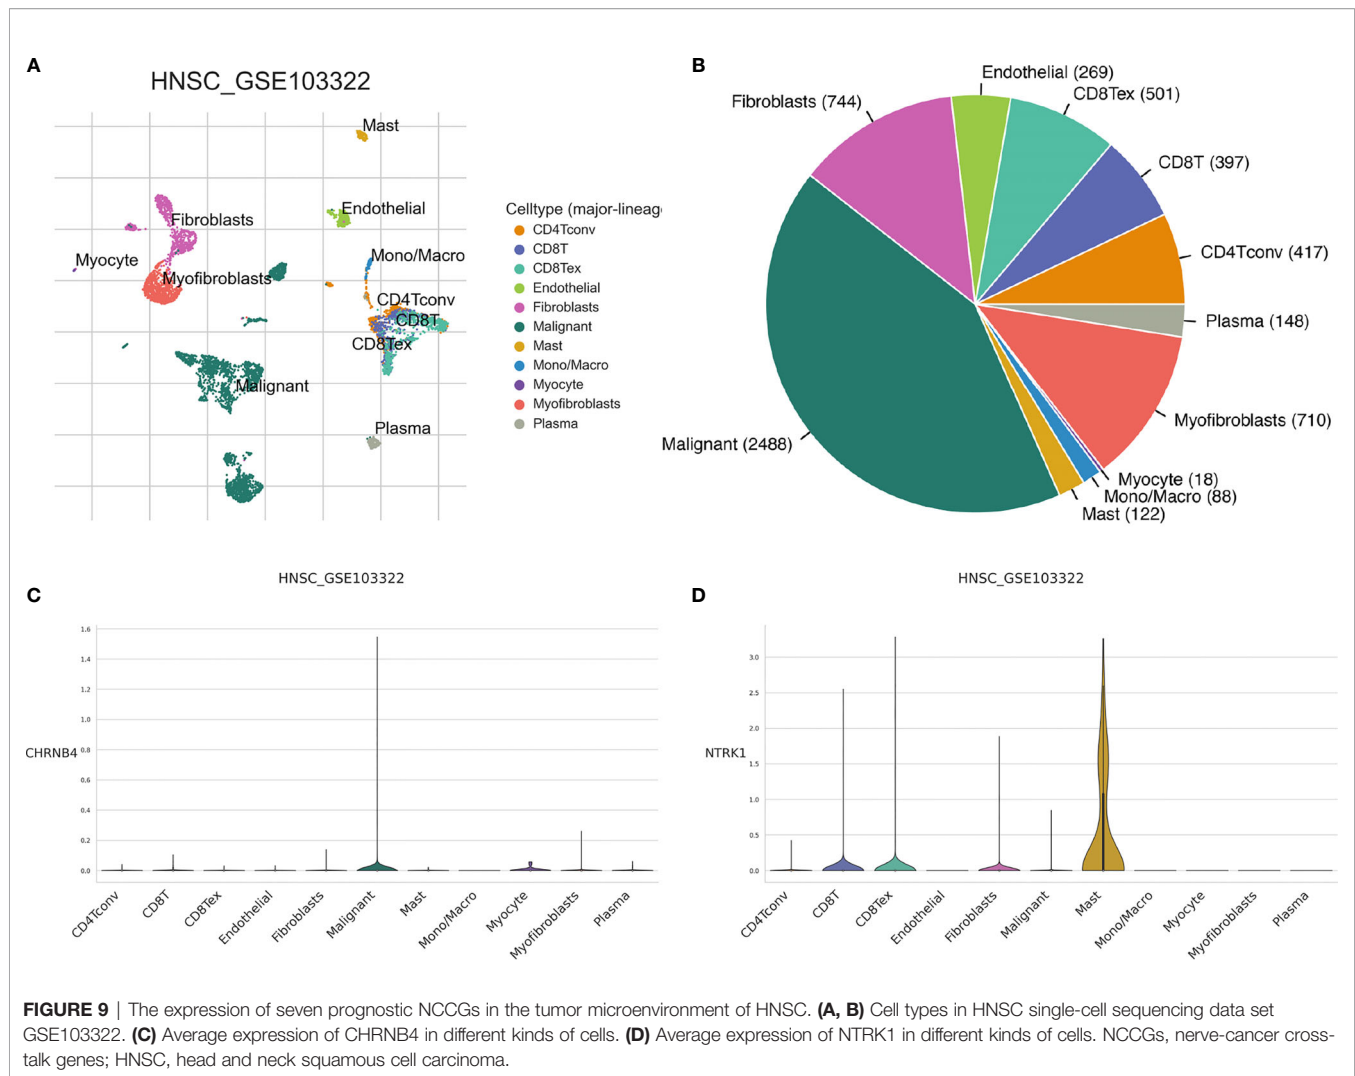 A
HNSC_GSE103322
Mast
Fibroblasts
Endothelial
Myocyte
Mono/Macro
Myofibroblasts
CD4Tconv
CD8T
CD8Tex
Malignant
Plasma
Celltype (major-lineage
CD4Tconv
CD8T
CD8Tex
Endothelial
Fibroblasts
Malignant
Mast
Mono/Macro
Myocyte
Myofibroblasts
Plasma
B
Endothelial (269)
CD8Tex (501)
Fibroblasts (744)
CD8T (397)
CD4Tconv (417)
Plasma (148)
Myofibroblasts (710)
Malignant (2488)
Myocyte (18)
Mono/Macro (88)
Mast (122)
C
HNSC_GSE103322
1.6
1.4
1.2
1.0
CHRNB4
0.8
0.6
0.4
0.2
0.0
CD4Tconv
CD8T
CD8Tex
Endothelial
Fibroblasts
Malignant
Mast
Mono/Macro
Myocyte
Myofibroblasts
Plasma
D
HNSC_GSE103322
3.0
2.5
2.0
NTRK1
1.5
1.0
0.5
0.0
CD4Tconv
CD8T
CD8Tex
Endothelial
Fibroblasts
Malignant
Mast
Mono/Macro
Myocyte
Myofibroblasts
Plasma
FIGURE 9 | The expression of seven prognostic NCCGs in the tumor microenvironment of HNSC. (A, B) Cell types in HNSC single-cell sequencing data set
GSE103322. (C) Average expression of CHRNB4 in different kinds of cells. (D) Average expression of NTRK1 in different kinds of cells. NCCGs, nerve-cancer cross-
talk genes; HNSC, head and neck squamous cell carcinoma.